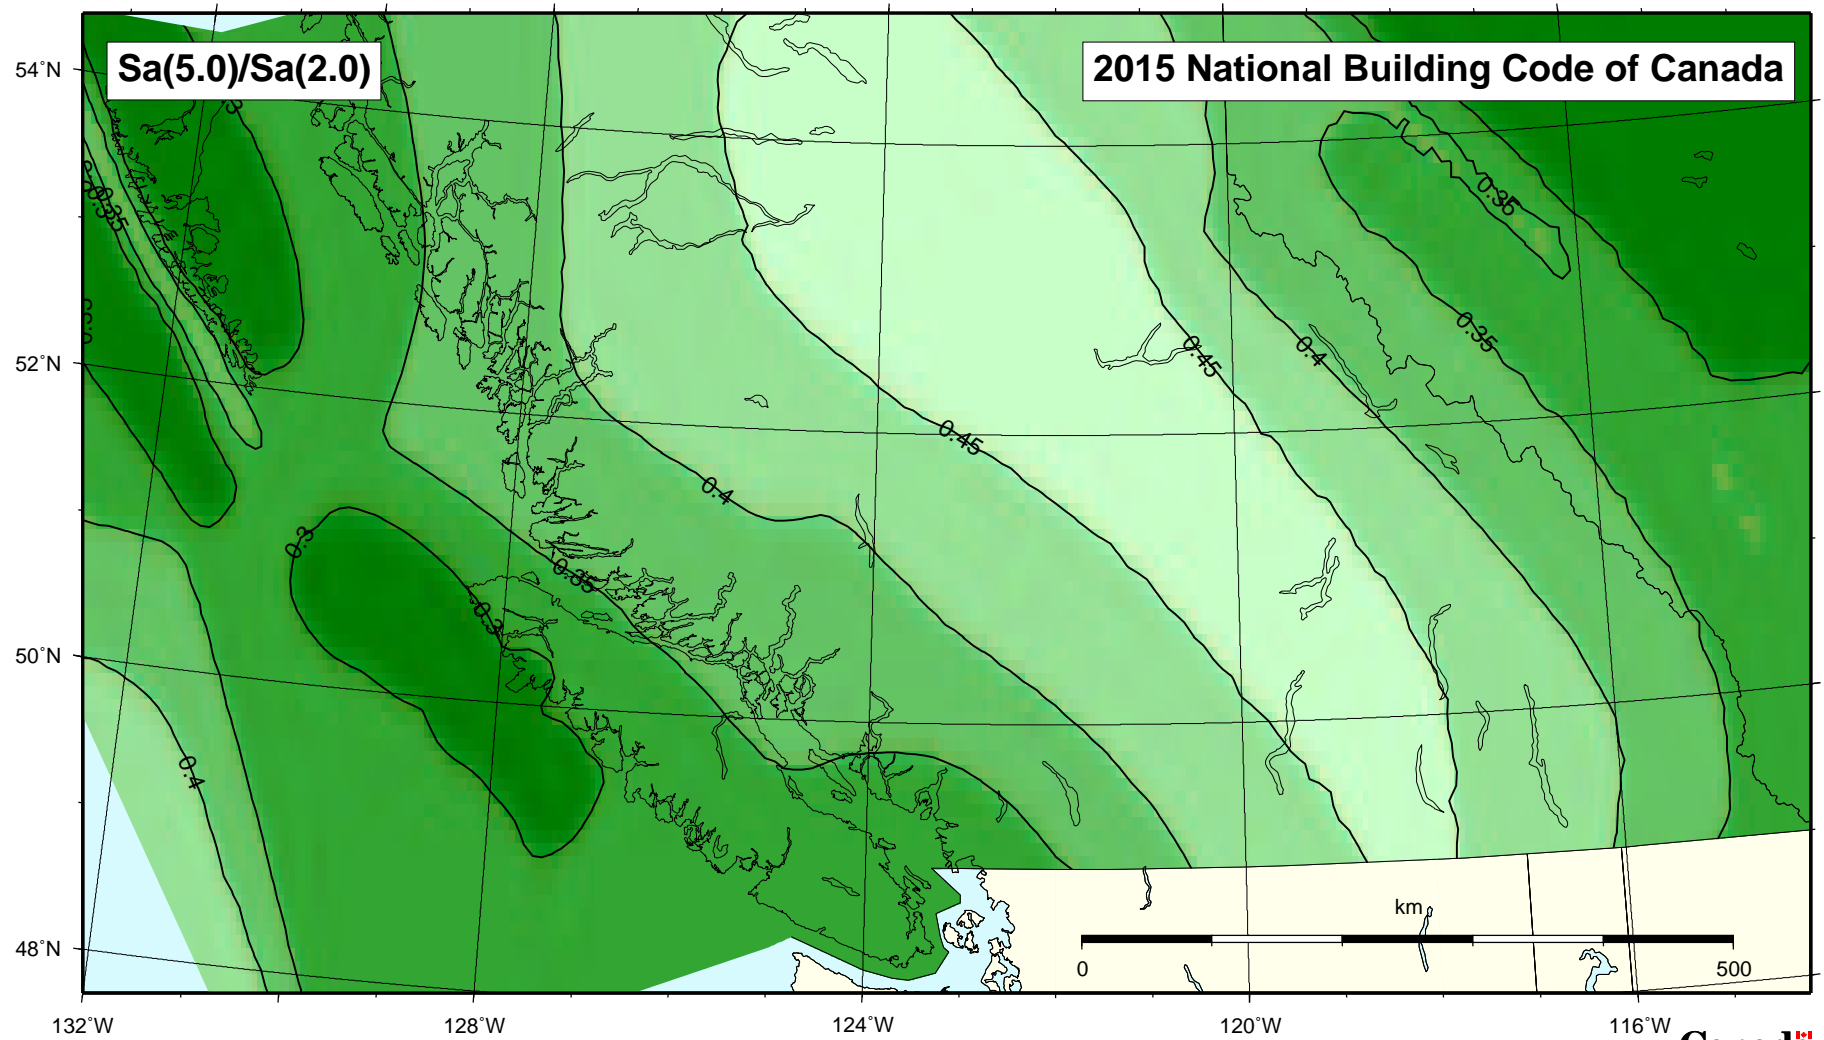 Sa(5.0)/Sa(2.0)
2015 National Building Code of Canada
54°N
52°N
50°N
48°N
132°W
128°W
124°W
120°W
116°W
0.35
0.35
0.35
0.4
0.45
0.45
0.4
0.3
0.35
0.3
0.4
km
0
500